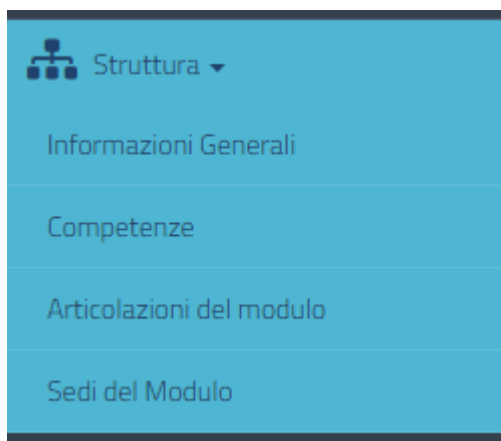 Struttura
Informazioni Generali
Competenze
Articolazioni del modulo
Sedi del Modulo